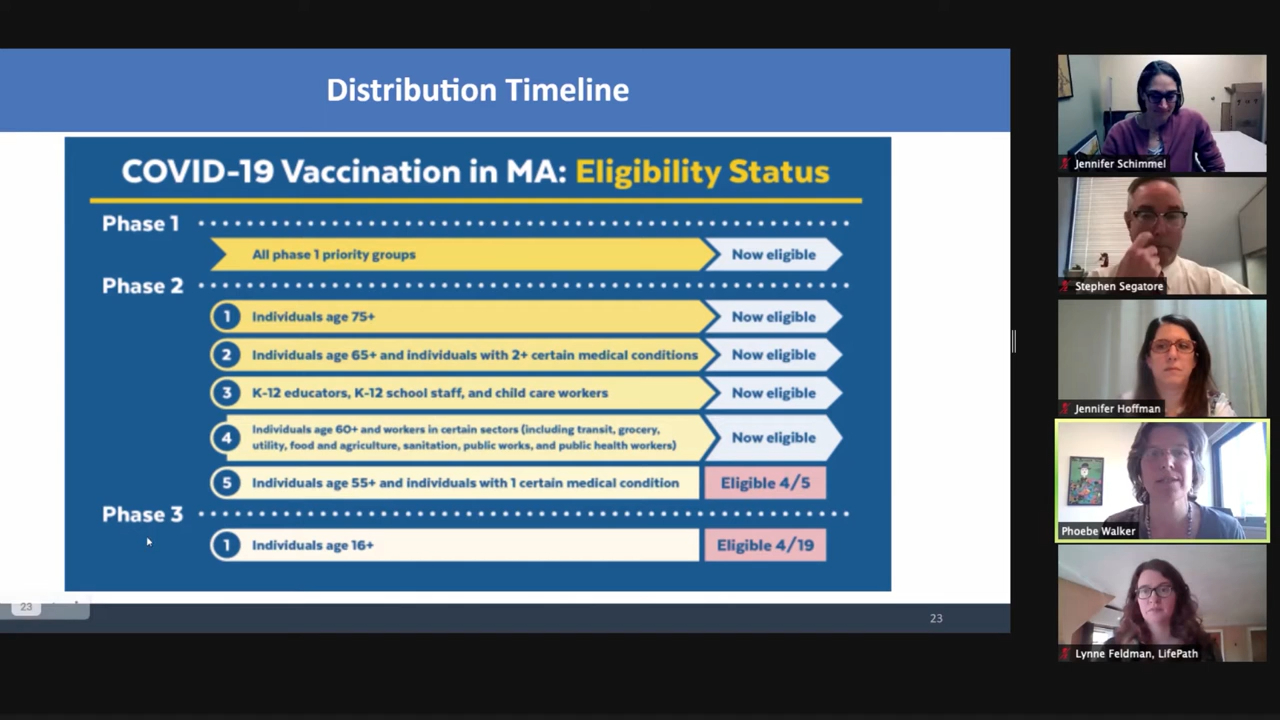 Distribution Timeline
COVID-19 Vaccination in MA: Eligibility Status
Phase 1
All phase 1 priority groups
Now eligible
Phase 2
1
Individuals age 75+
Now eligible
2
Individuals age 65+ and individuals with 2+ certain medical conditions
Now eligible
3
K-12 educators, K-12 school staff, and child care workers
Now eligible
4
Individuals age 60+ and workers in certain sectors (including transit, grocery,
utility, food and agriculture, sanitation, public works, and public health workers)
Now eligible
5
Individuals age 55+ and individuals with 1 certain medical condition
Eligible 4/5
Phase 3
1
Individuals age 16+
Eligible 4/19
23
23
Jennifer Schimmel
Stephen Segatore
Jennifer Hoffman
Phoebe Walker
Lynne Feldman, LifePath